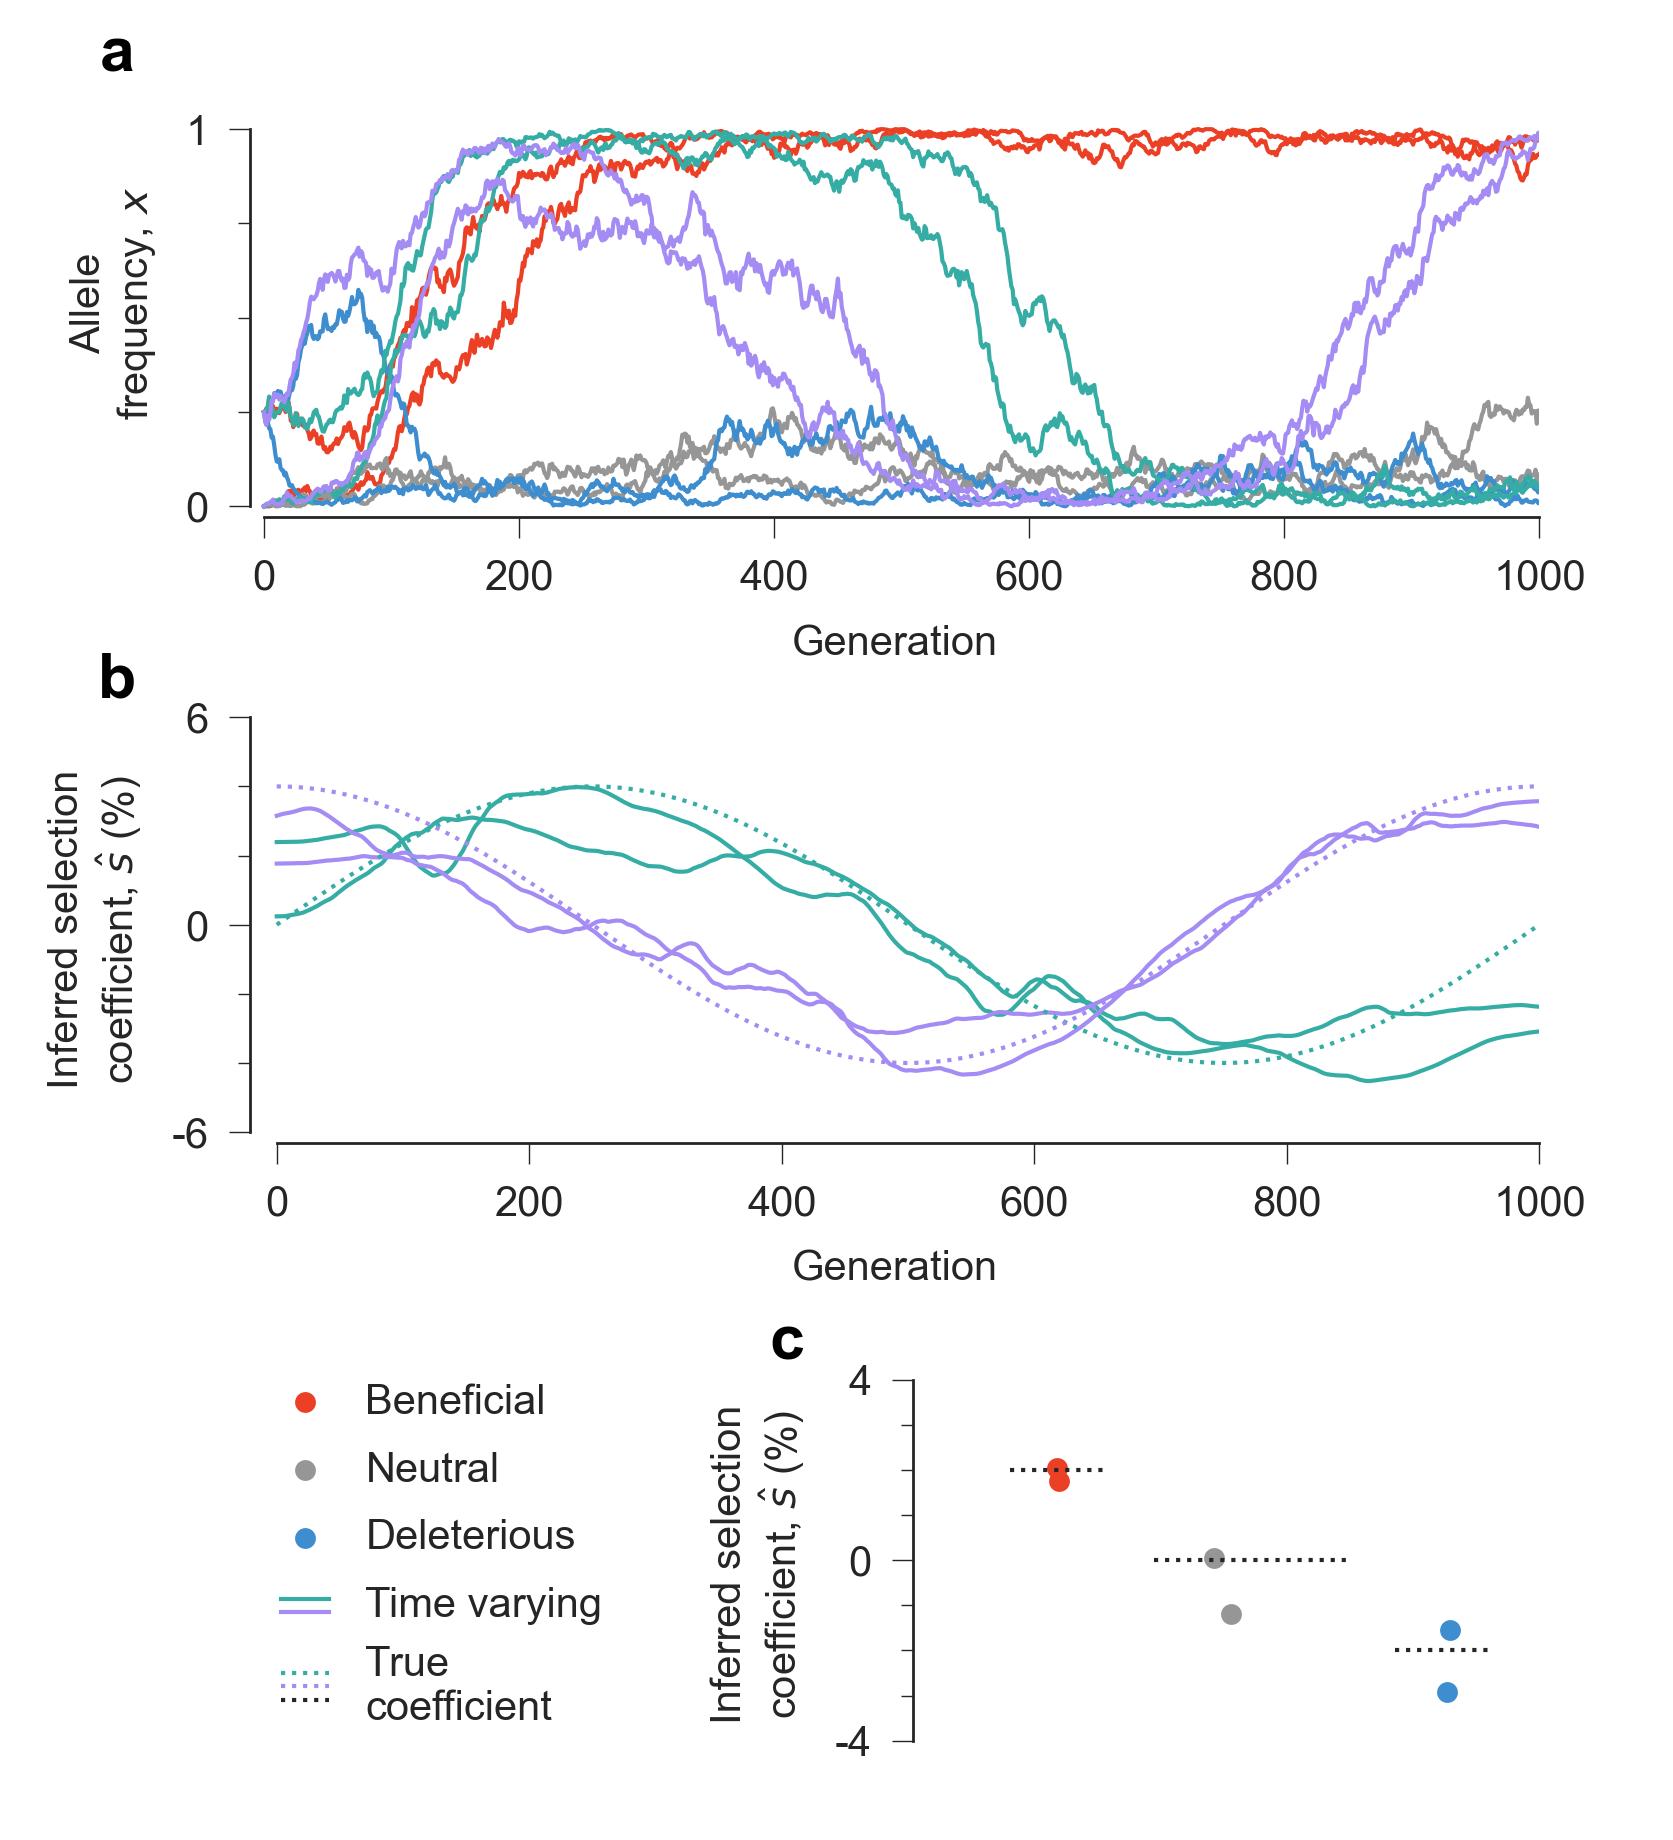 a
1
0
Allele
frequency, x
0 200 400 600 800 1000
Generation
b
6
0
-6
Inferred selection
coefficient, ŝ (%)
0 200 400 600 800 1000
Generation
Beneficial
Neutral
Deleterious
Time varying
True
coefficient
c
4
0
-4
Inferred selection
coefficient, ŝ (%)